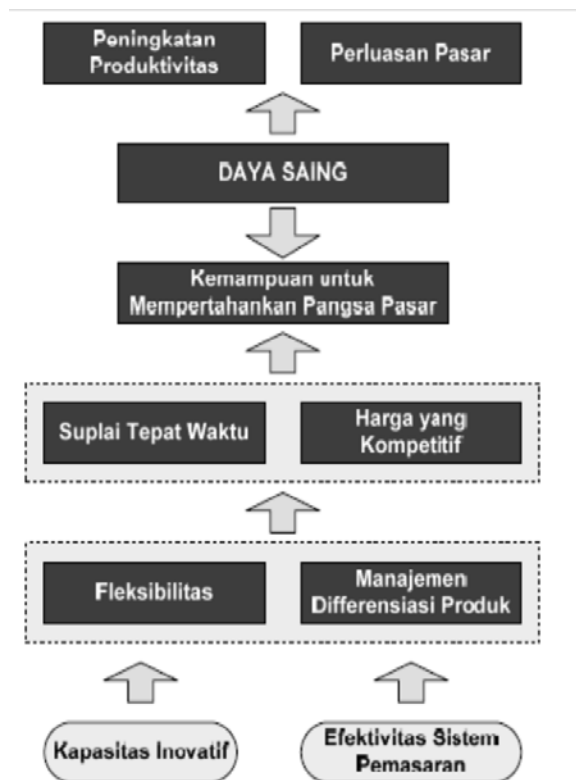 Peningkatan
Produktivitas
Perluasan Pasar
DAYA SAING
Kemampuan untuk
Mempertahankan Pangsa Pasar
Suplai Tepat Waktu
Harga yang
Kompetitif
Fleksibilitas
Manajemen
Differensiasi Produk
Kapasitas Inovatif
Efektivitas Sistem
Pemasaran